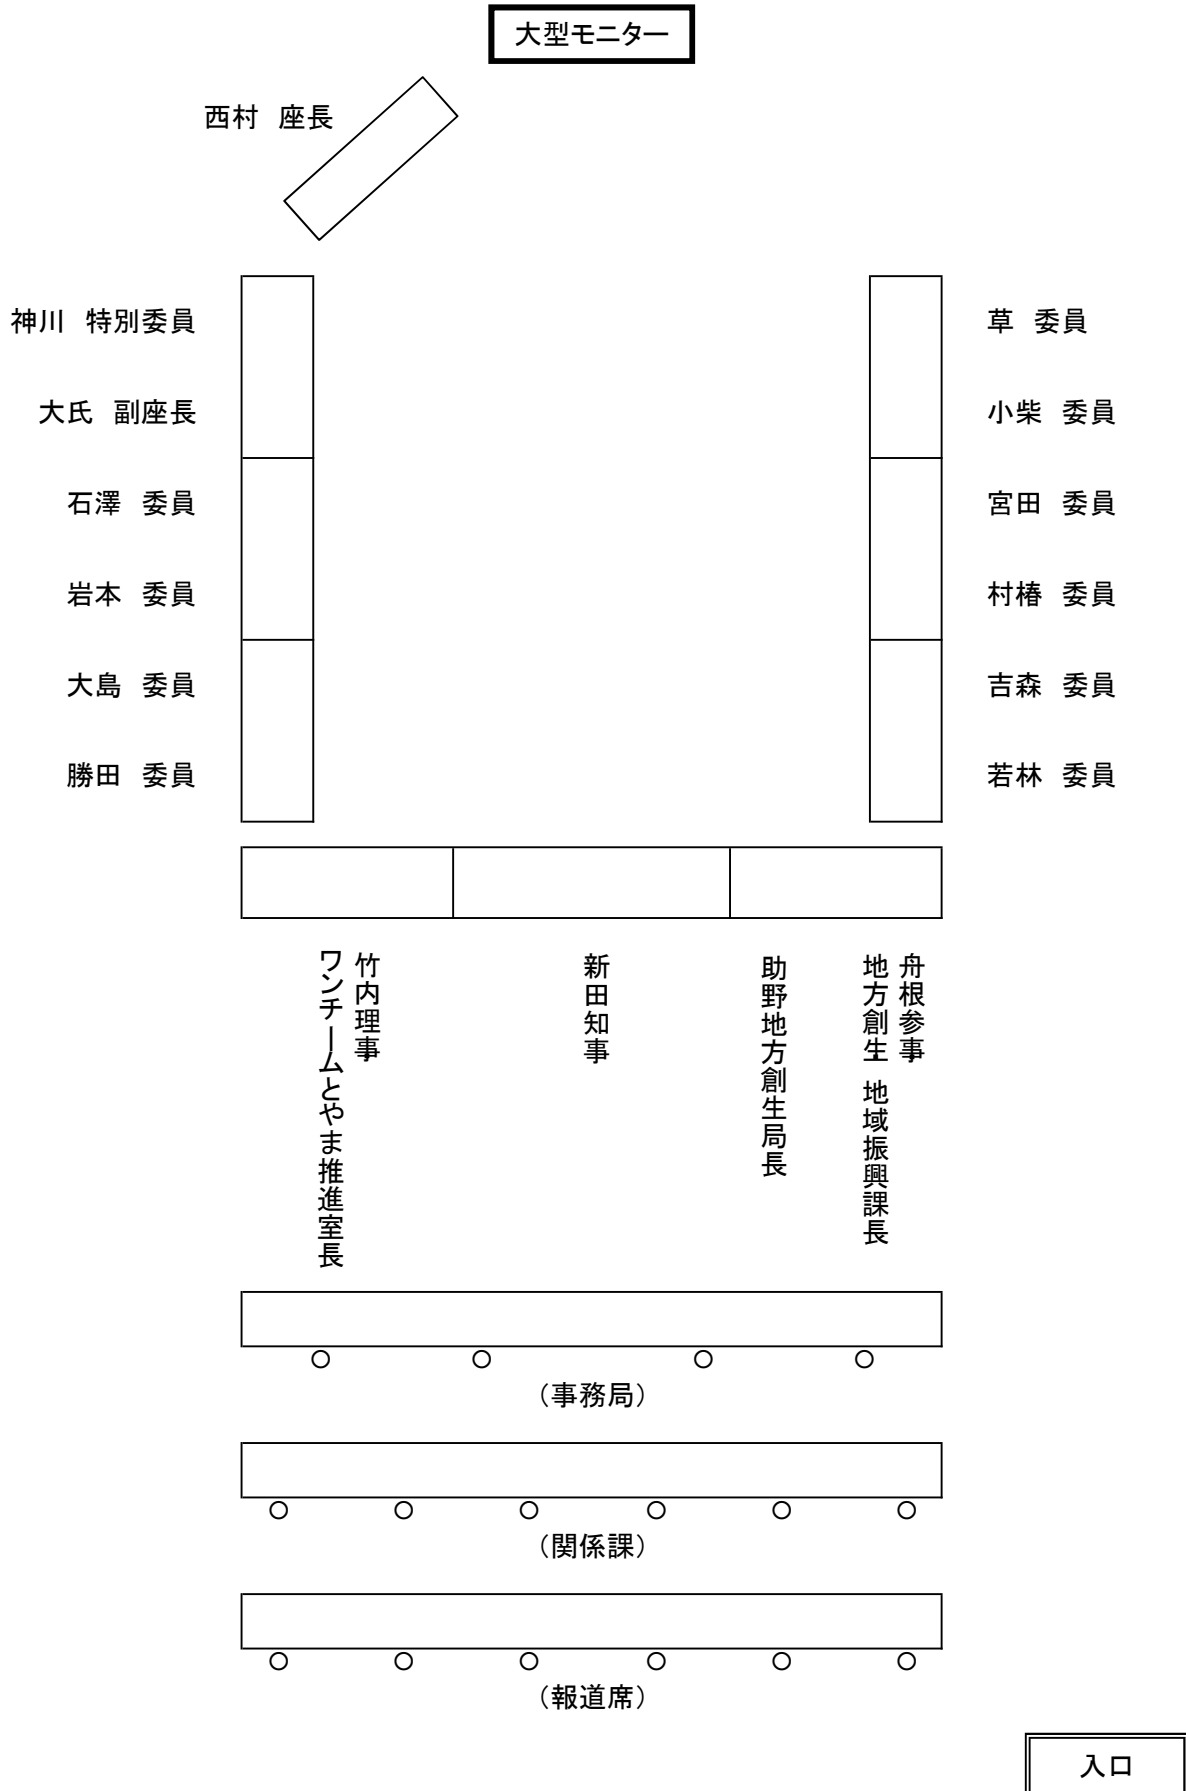 大型モニター
西村　座長
神川　特別委員
草　委員
大氏　副座長
小柴　委員
石澤　委員
宮田　委員
岩本　委員
村椿　委員
大島　委員
吉森　委員
勝田　委員
若林　委員
竹内理事
ワンチームとやま推進室長
新田知事
助野地方創生局長
舟根参事
地方創生・地域振興課長
（事務局）
（関係課）
（報道席）
入口